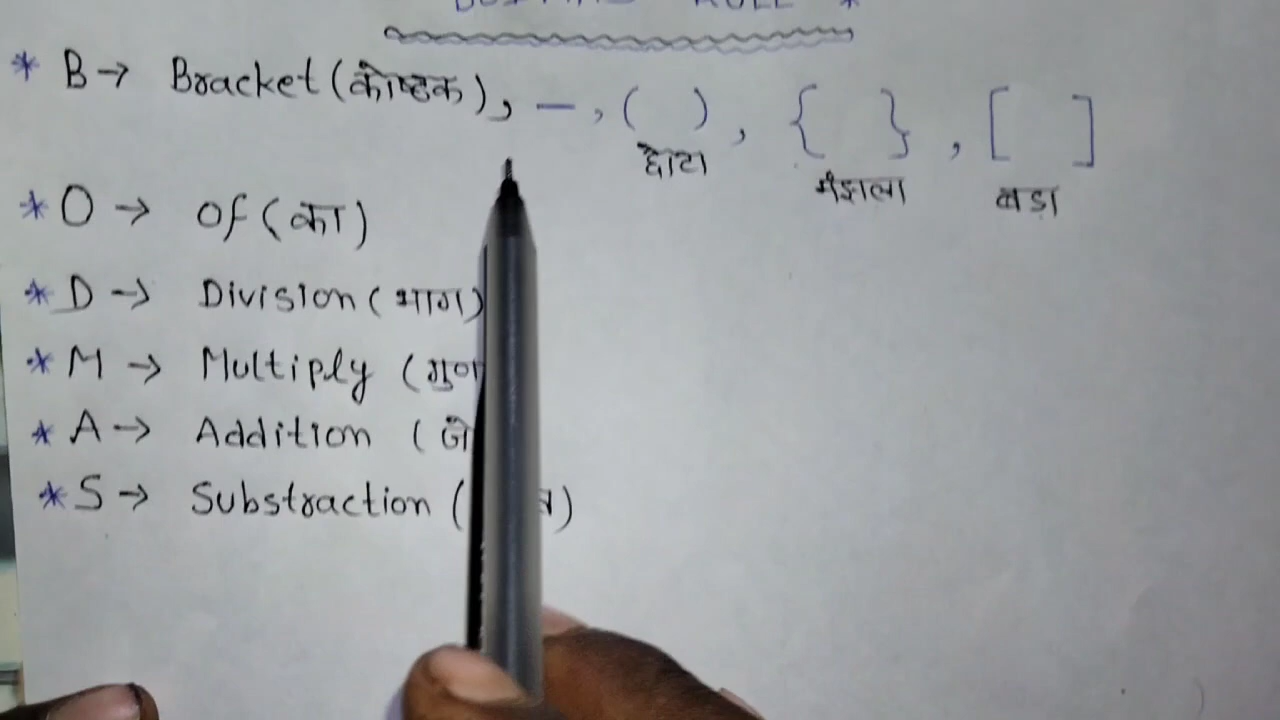 * B → Bracket (कोष्ठक), —, ( ), { }, [ ]
छोटा मंझला बड़ा
* O → Of (का)
* D → Division (भाग)
* M → Multiply (
* A → Addition (
* S → Substraction ( )